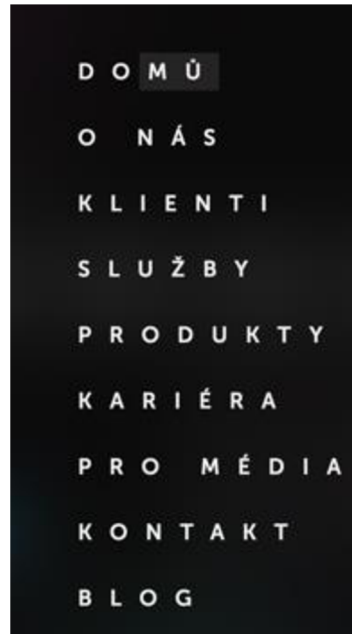 DOMŮ
O NÁS
KLIENTI
SLUŽBY
PRODUKTY
KARIÉRA
PRO MÉDIA
KONTAKT
BLOG